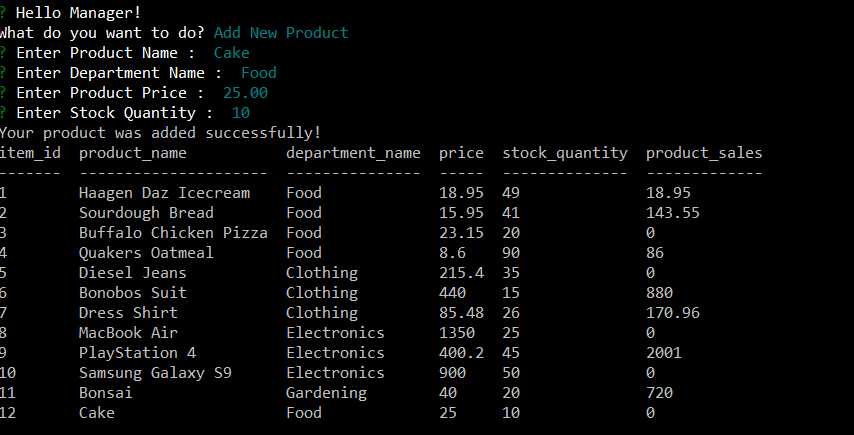 ? Hello Manager!
What do you want to do? Add New Product
? Enter Product Name :  Cake
? Enter Department Name :  Food
? Enter Product Price :  25.00
? Enter Stock Quantity :  10
Your product was added successfully!
item_id  product_name           department_name  price  stock_quantity  product_sales
-------  ---------------------  ---------------  -----  --------------  -------------
1        Haagen Daz Icecream    Food             18.95  49              18.95
2        Sourdough Bread        Food             15.95  41              143.55
3        Buffalo Chicken Pizza  Food             23.15  20              0
4        Quakers Oatmeal        Food             8.6    90              86
5        Diesel Jeans           Clothing         215.4  35              0
6        Bonobos Suit           Clothing         440    15              880
7        Dress Shirt            Clothing         85.48  26              170.96
8        MacBook Air            Electronics      1350   25              0
9        PlayStation 4          Electronics      400.2  45              2001
10       Samsung Galaxy S9      Electronics      900    50              0
11       Bonsai                 Gardening        40     20              720
12       Cake                   Food             25     10              0